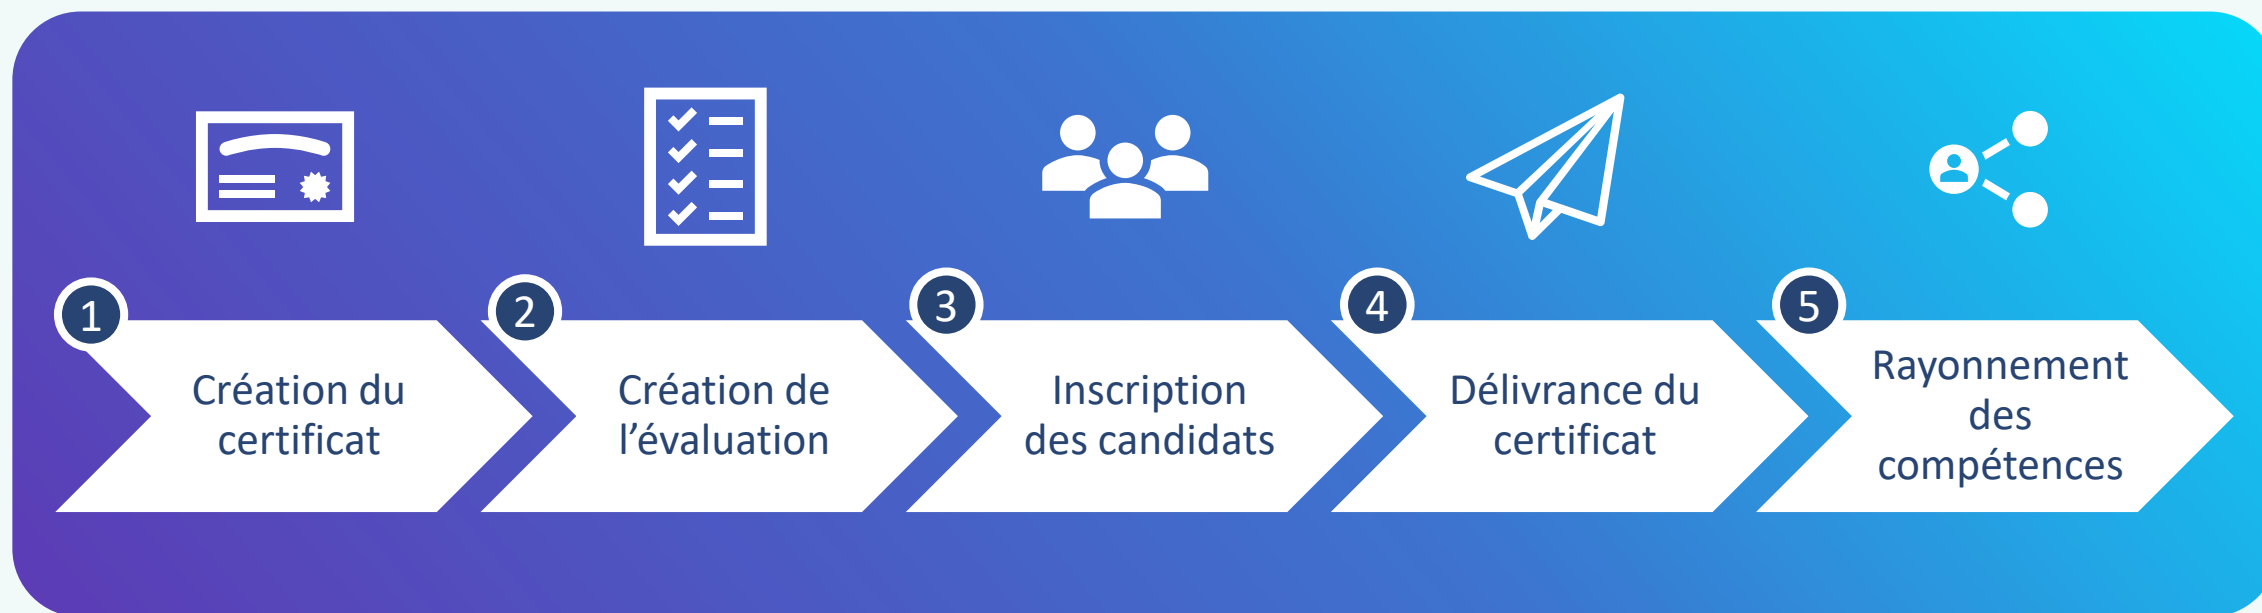 1
Création du
certificat
2
Création de
l’évaluation
3
Inscription
des candidats
4
Délivrance du
certificat
5
Rayonnement
des
compétences